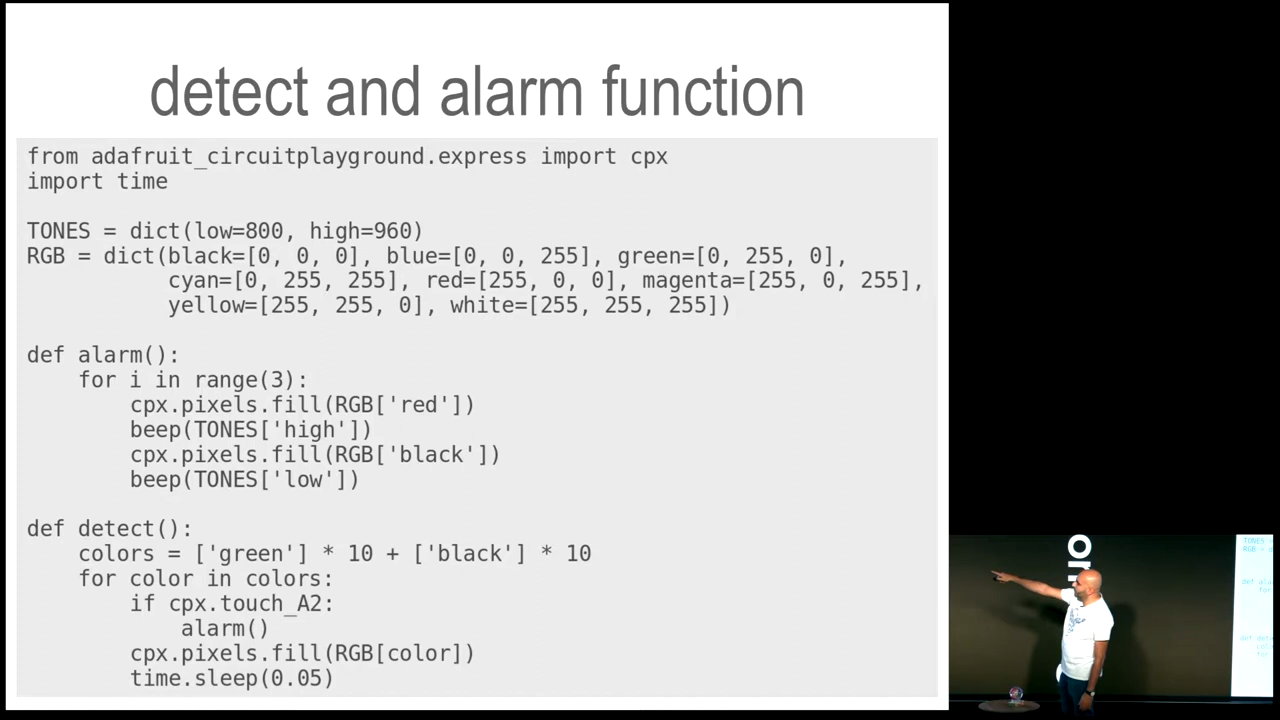 detect and alarm function
from adafruit_circuitplayground.express import cpx
import time
TONES = dict(low=800, high=960)
RGB = dict(black=[0, 0, 0], blue=[0, 0, 255], green=[0, 255, 0],
           cyan=[0, 255, 255], red=[255, 0, 0], magenta=[255, 0, 255],
           yellow=[255, 255, 0], white=[255, 255, 255])
def alarm():
    for i in range(3):
        cpx.pixels.fill(RGB['red'])
        beep(TONES['high'])
        cpx.pixels.fill(RGB['black'])
        beep(TONES['low'])
def detect():
    colors = ['green'] * 10 + ['black'] * 10
    for color in colors:
        if cpx.touch_A2:
            alarm()
        cpx.pixels.fill(RGB[color])
        time.sleep(0.05)